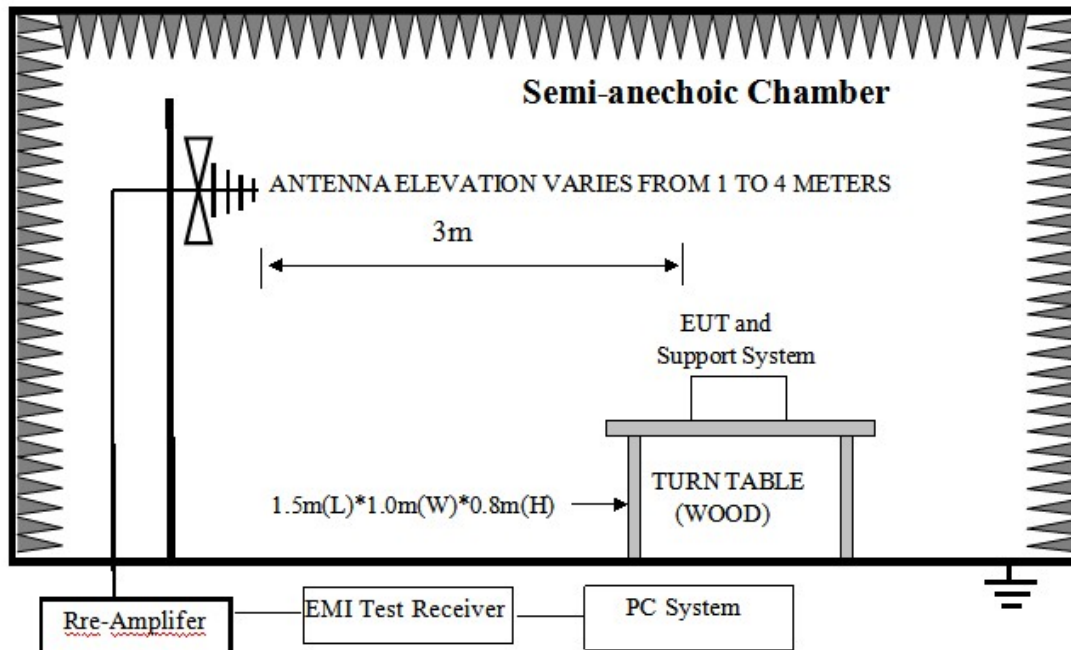 Semi-anechoic Chamber
ANTENNA ELEVATION VARIES FROM 1 TO 4 METERS
3m
EUT and
Support System
1.5m(L)*1.0m(W)*0.8m(H)
TURN TABLE
(WOOD)
Rre-Amplifer
EMI Test Receiver
PC System